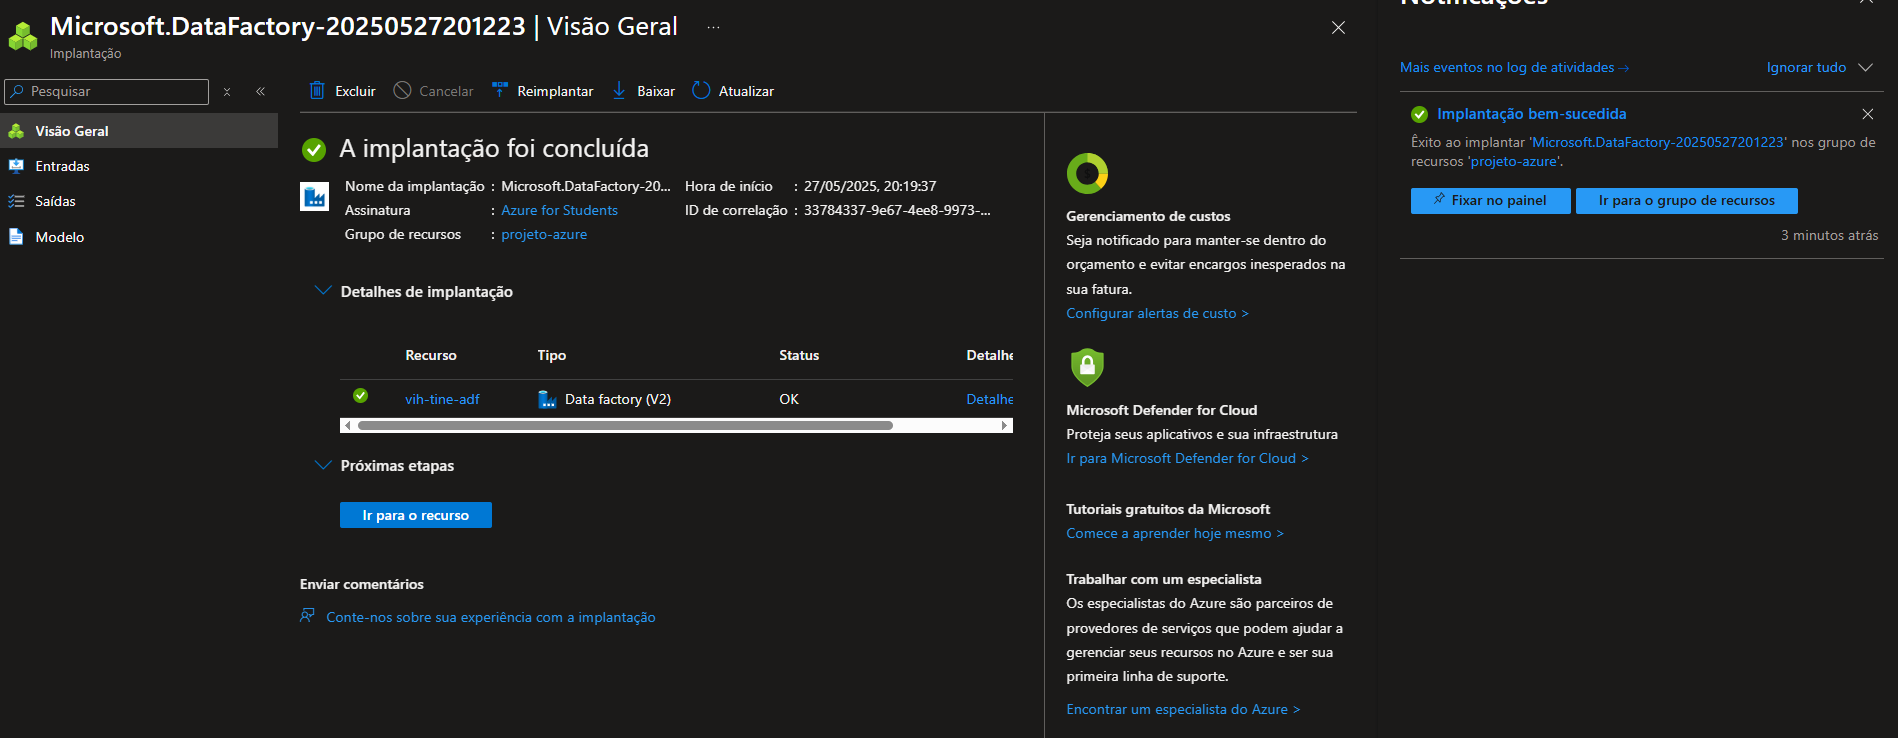 Microsoft.DataFactory-20250527201223 | Visão Geral ...
Implantação
Pesquisar
Visão Geral
Entradas
Saídas
Modelo
Excluir Cancelar Reimplantar Baixar Atualizar
A implantação foi concluída
Nome da implantação : Microsoft.DataFactory-20...
Assinatura : Azure for Students
Grupo de recursos : projeto-azure
Hora de início : 27/05/2025, 20:19:37
ID de correlação : 33784337-9e67-4ee8-9973-...
Detalhes de implantação
Recurso Tipo Status Detalhe
vih-tine-adf Data factory (V2) OK Detalhe
Próximas etapas
Ir para o recurso
Enviar comentários
Conte-nos sobre sua experiência com a implantação
Gerenciamento de custos
Seja notificado para manter-se dentro do
orçamento e evitar encargos inesperados na
sua fatura.
Configurar alertas de custo >
Microsoft Defender for Cloud
Proteja seus aplicativos e sua infraestrutura
Ir para Microsoft Defender for Cloud >
Tutoriais gratuitos da Microsoft
Comece a aprender hoje mesmo >
Trabalhar com um especialista
Os especialistas do Azure são parceiros de
provedores de serviços que podem ajudar a
gerenciar seus recursos no Azure e ser sua
primeira linha de suporte.
Encontrar um especialista do Azure >
Notificações
Mais eventos no log de atividades → Ignorar tudo
Implantação bem-sucedida
Êxito ao implantar 'Microsoft.DataFactory-20250527201223' nos grupo de
recursos 'projeto-azure'.
Fixar no painel Ir para o grupo de recursos
3 minutos atrás